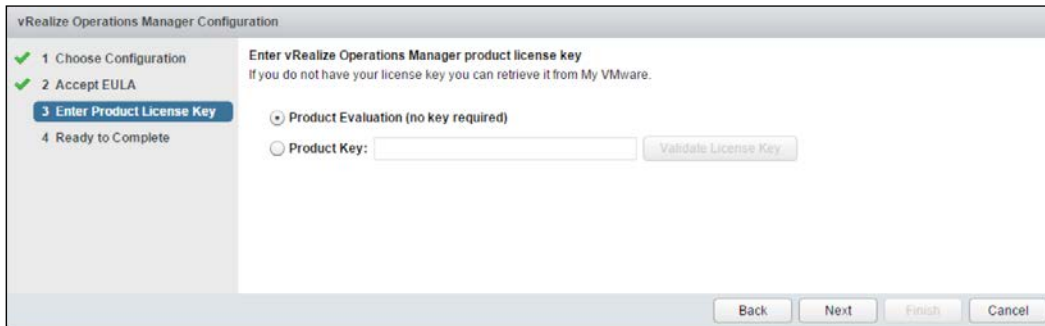 vRealize Operations Manager Configuration
1 Choose Configuration
2 Accept EULA
3 Enter Product License Key
4 Ready to Complete
Enter vRealize Operations Manager product license key
If you do not have your license key you can retrieve it from My VMware.
Product Evaluation (no key required)
Product Key: Validate License Key
Back Next Finish Cancel